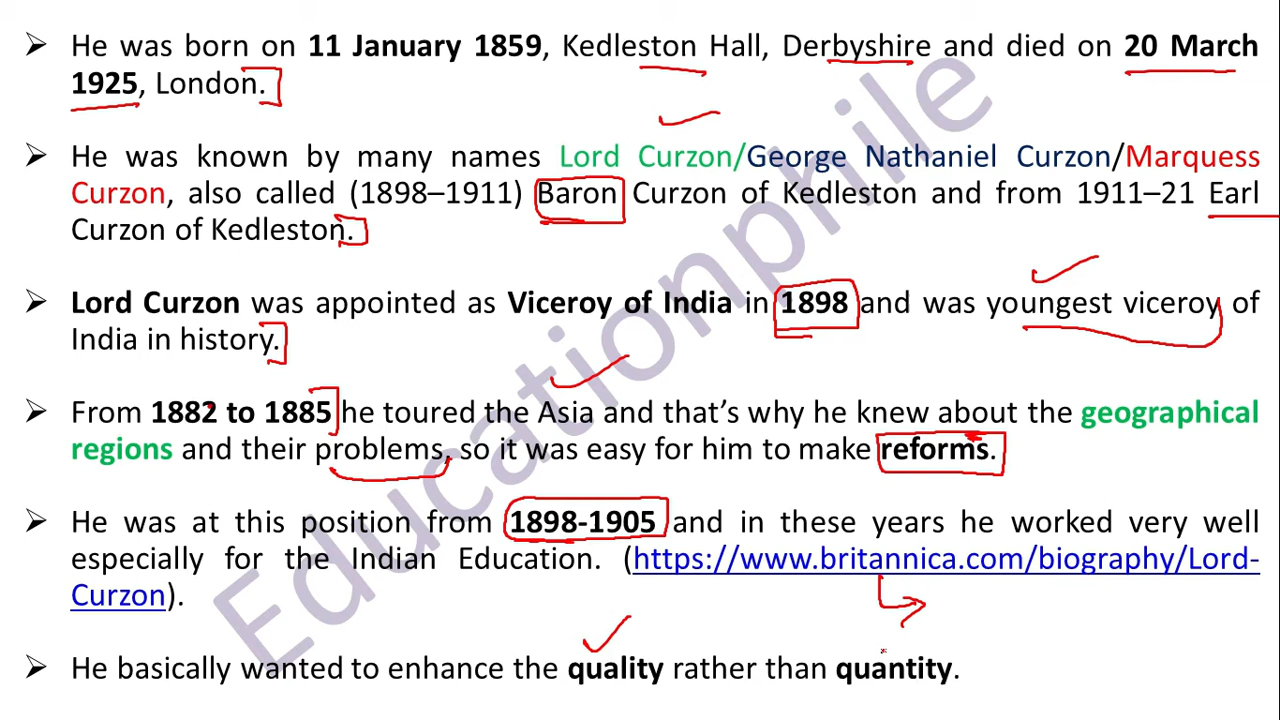 ➢ He was born on 11 January 1859, Kedleston Hall, Derbyshire and died on 20 March
1925, London.
➢ He was known by many names Lord Curzon/George Nathaniel Curzon/Marquess
Curzon, also called (1898–1911) Baron Curzon of Kedleston and from 1911–21 Earl
Curzon of Kedleston.
➢ Lord Curzon was appointed as Viceroy of India in 1898 and was youngest viceroy of
India in history.
➢ From 1882 to 1885 he toured the Asia and that's why he knew about the geographical
regions and their problems, so it was easy for him to make reforms.
➢ He was at this position from 1898-1905 and in these years he worked very well
especially for the Indian Education. (https://www.britannica.com/biography/Lord-
Curzon).
➢ He basically wanted to enhance the quality rather than quantity.
Educationphile